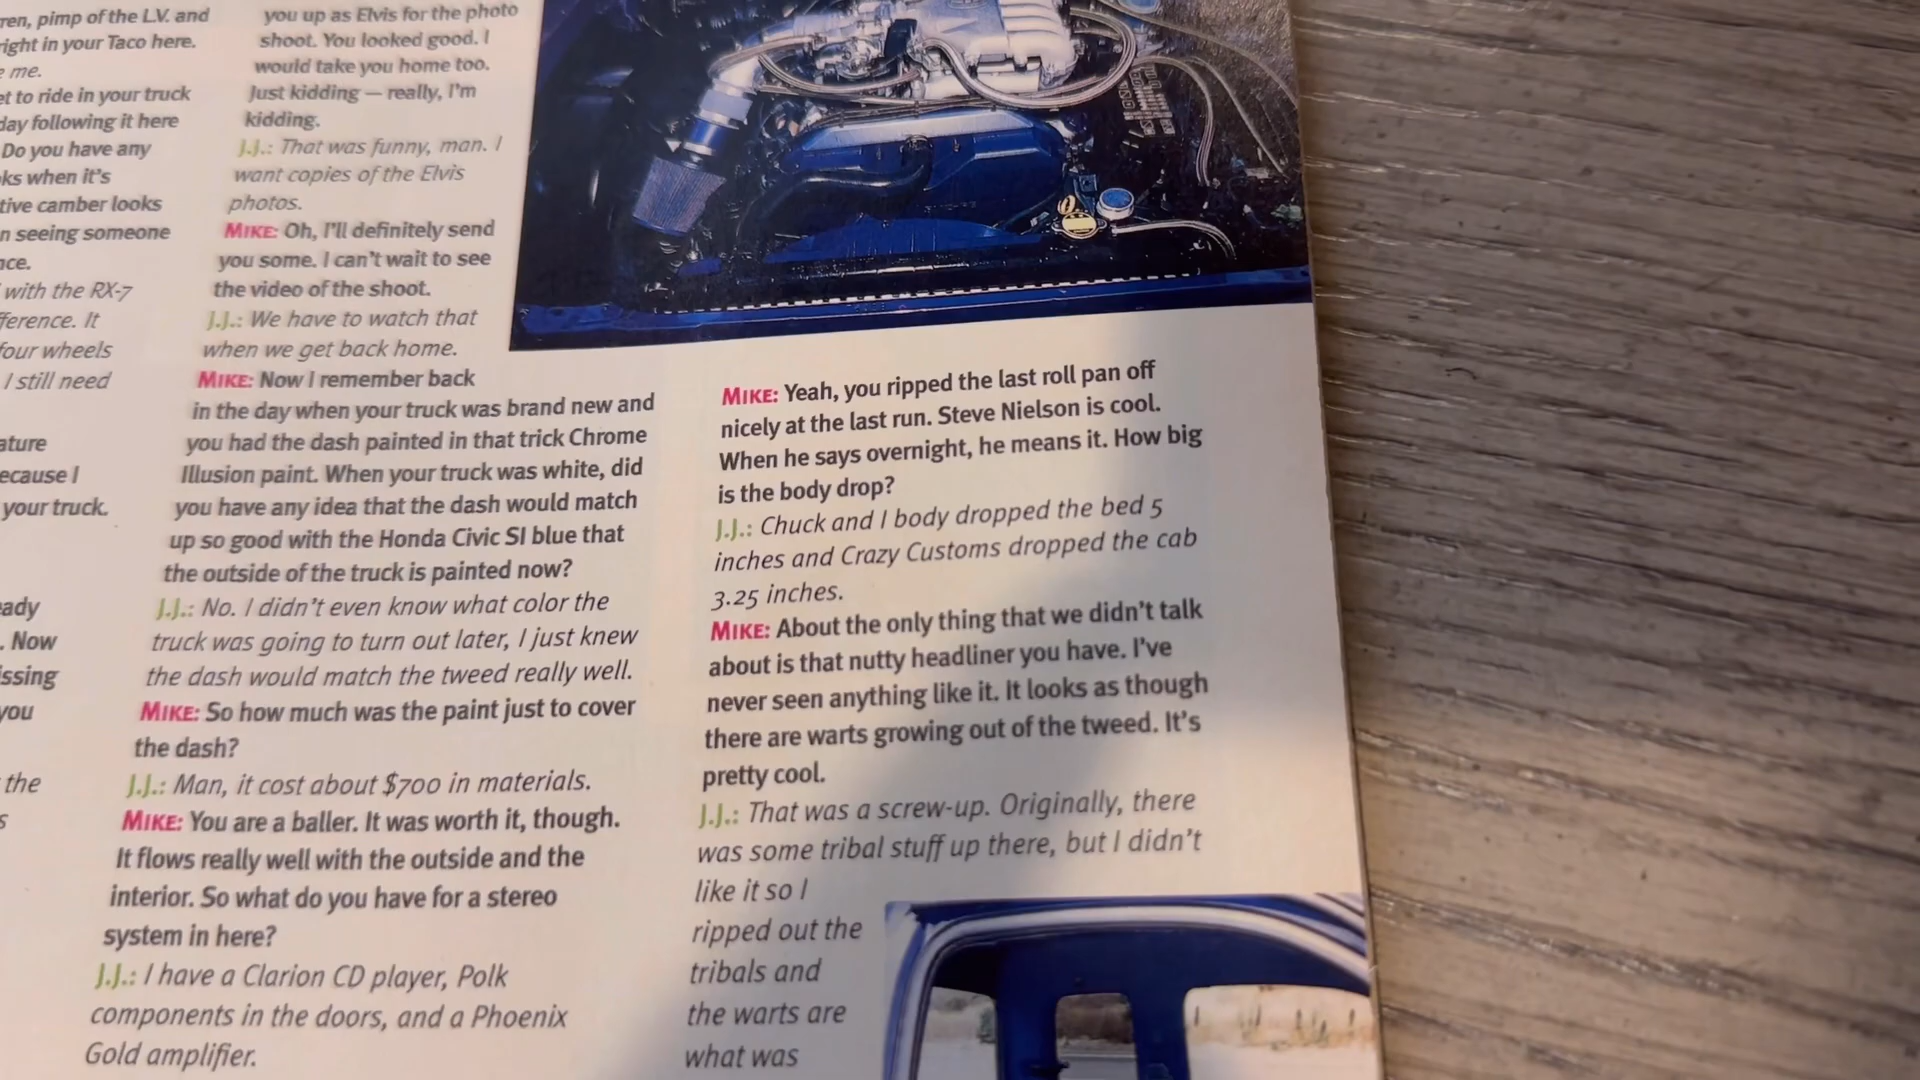 ren, pimp of the L.V. and
right in your Taco here.
e me.
et to ride in your truck
day following it here
Do you have any
ks when it's
tive camber looks
n seeing someone
nce.
with the RX-7
fference. It
four wheels
I still need
ature
ecause I
your truck.
ady
. Now
ssing
you
the
s
you up as Elvis for the photo
shoot. You looked good. I
would take you home too.
Just kidding — really, I'm
kidding.
J.J.: That was funny, man. I
want copies of the Elvis
photos.
MIKE: Oh, I'll definitely send
you some. I can't wait to see
the video of the shoot.
J.J.: We have to watch that
when we get back home.
MIKE: Now I remember back
in the day when your truck was brand new and
you had the dash painted in that trick Chrome
Illusion paint. When your truck was white, did
you have any idea that the dash would match
up so good with the Honda Civic SI blue that
the outside of the truck is painted now?
J.J.: No. I didn't even know what color the
truck was going to turn out later, I just knew
the dash would match the tweed really well.
MIKE: So how much was the paint just to cover
the dash?
J.J.: Man, it cost about $700 in materials.
MIKE: You are a baller. It was worth it, though.
It flows really well with the outside and the
interior. So what do you have for a stereo
system in here?
J.J.: I have a Clarion CD player, Polk
components in the doors, and a Phoenix
Gold amplifier.
MIKE: Yeah, you ripped the last roll pan off
nicely at the last run. Steve Nielson is cool.
When he says overnight, he means it. How big
is the body drop?
J.J.: Chuck and I body dropped the bed 5
inches and Crazy Customs dropped the cab
3.25 inches.
MIKE: About the only thing that we didn't talk
about is that nutty headliner you have. I've
never seen anything like it. It looks as though
there are warts growing out of the tweed. It's
pretty cool.
J.J.: That was a screw-up. Originally, there
was some tribal stuff up there, but I didn't
like it so I
ripped out the
tribals and
the warts are
what was